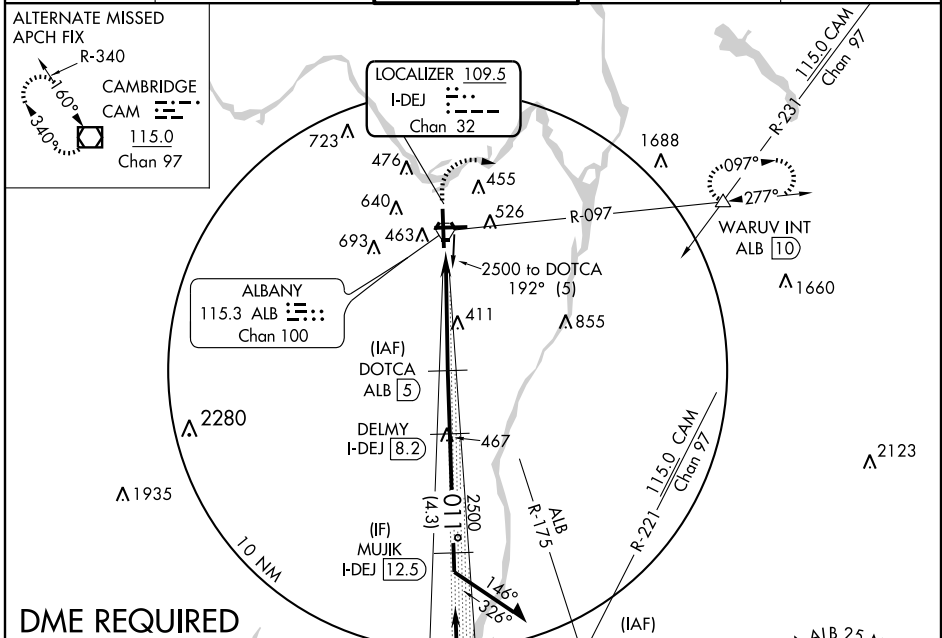 ALTERNATE MISSED
APCH FIX
R-340
160°
340°
CAMBRIDGE
CAM
115.0
Chan 97
LOCALIZER 109.5
I-DEJ
Chan 32
115.0 CAM
Chan 97
R-231
723
476
455
1688
640
526
693
463
R-097
097°
277°
WARUV INT
ALB 10
2500 to DOTCA
192° (5)
1660
ALBANY
115.3 ALB
Chan 100
411
855
(IAF)
DOTCA
ALB 5
2280
DELMY
I-DEJ 8.2
467
115.0 CAM
Chan 97
R-221
2123
1935
011°
(4.3)
2500
ALB
R-175
(IF)
MUJIK
I-DEJ 12.5
10 NM
146°
326°
DME REQUIRED
(IAF)
ALB 25